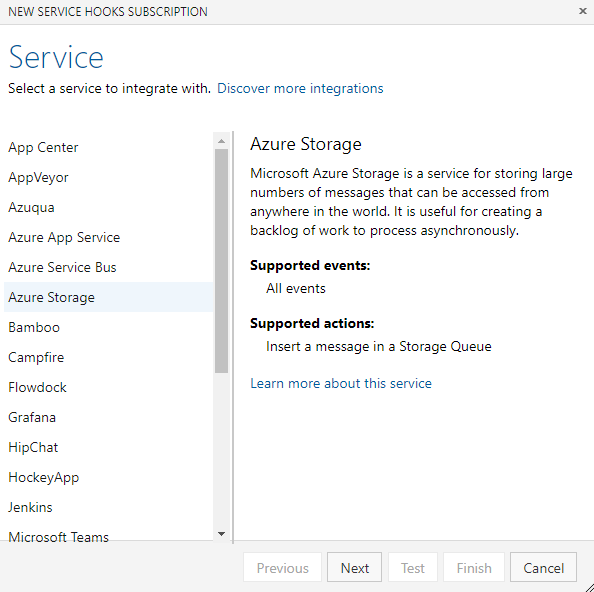 NEW SERVICE HOOKS SUBSCRIPTION
Service
Select a service to integrate with. Discover more integrations
App Center
AppVeyor
Azuqua
Azure App Service
Azure Service Bus
Azure Storage
Bamboo
Campfire
Flowdock
Grafana
HipChat
HockeyApp
Jenkins
Microsoft Teams
Azure Storage
Microsoft Azure Storage is a service for storing large
numbers of messages that can be accessed from
anywhere in the world. It is useful for creating a
backlog of work to process asynchronously.
Supported events:
All events
Supported actions:
Insert a message in a Storage Queue
Learn more about this service
Previous Next Test Finish Cancel